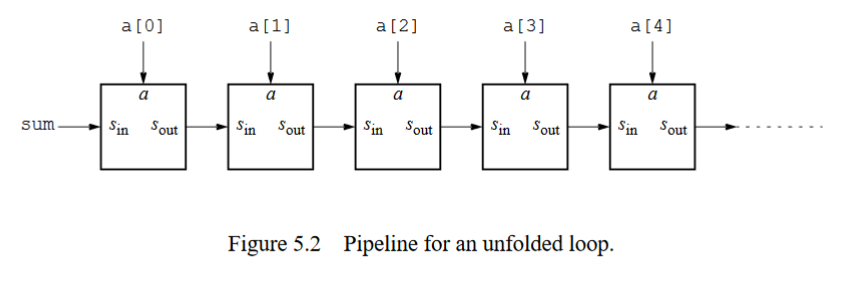 a[0] a[1] a[2] a[3] a[4]
a a a a a
sum sin sout sin sout sin sout sin sout sin sout
Figure 5.2 Pipeline for an unfolded loop.